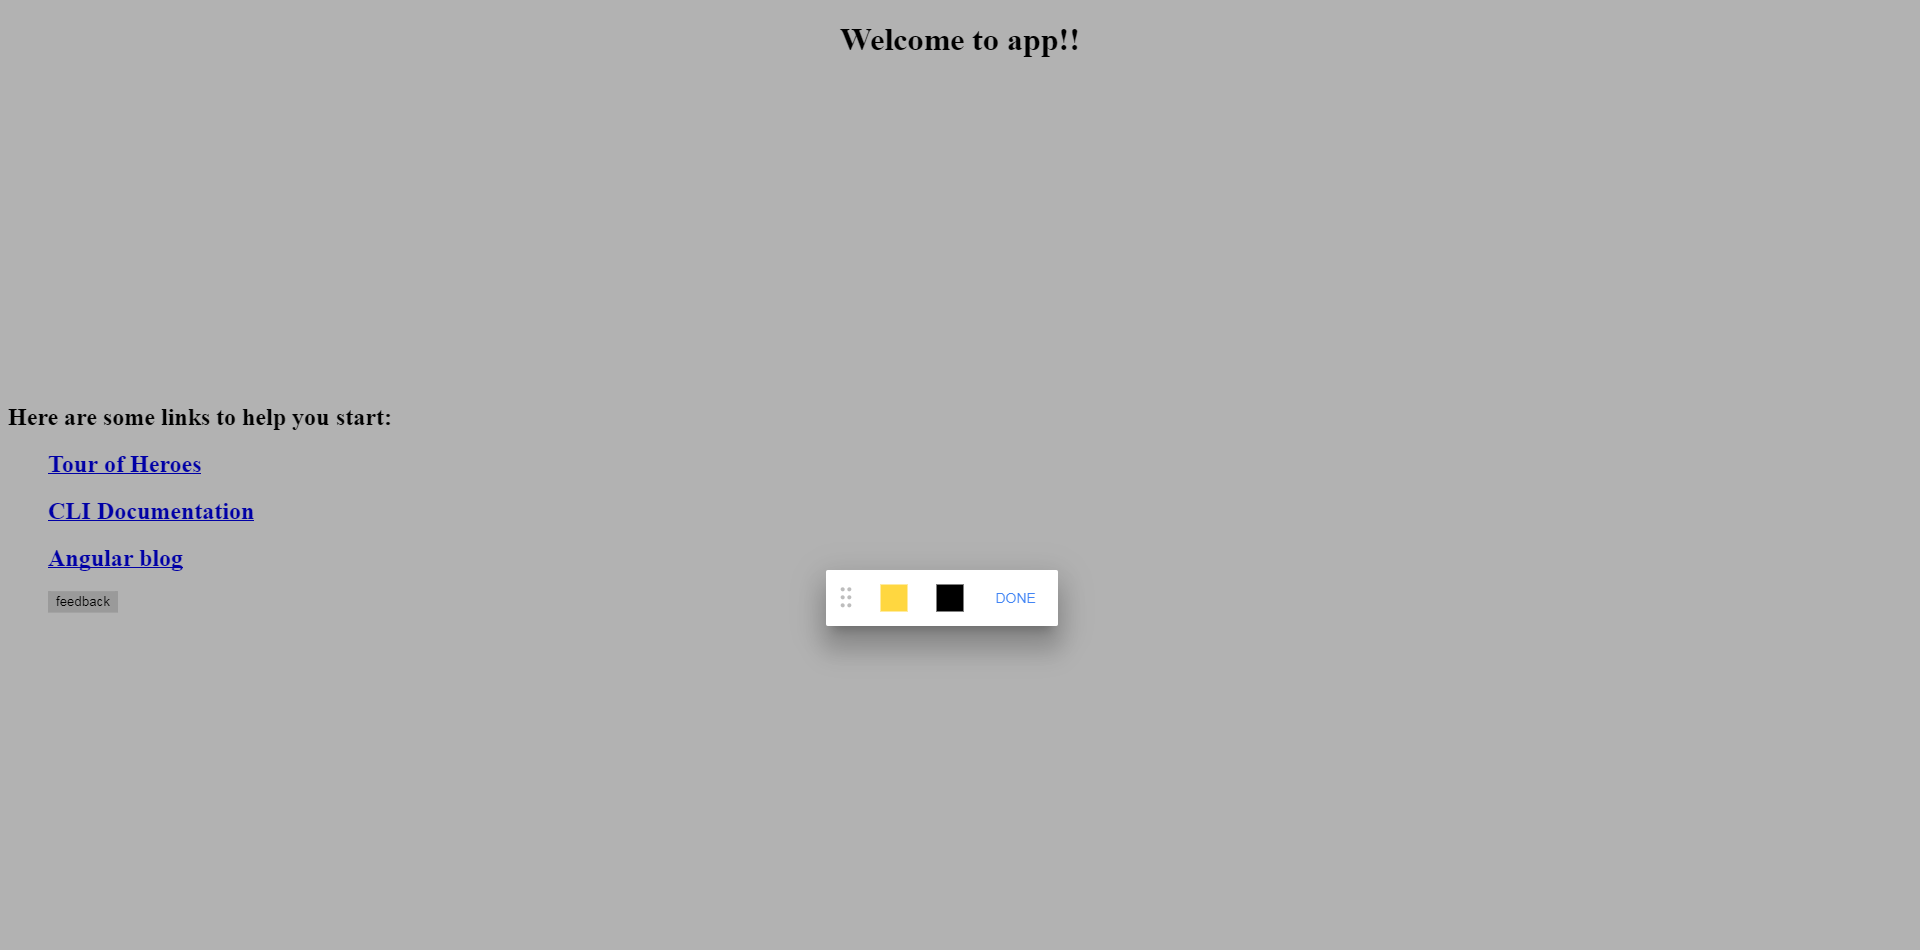 Welcome to app!!
Here are some links to help you start:
Tour of Heroes
CLI Documentation
Angular blog
feedback
DONE